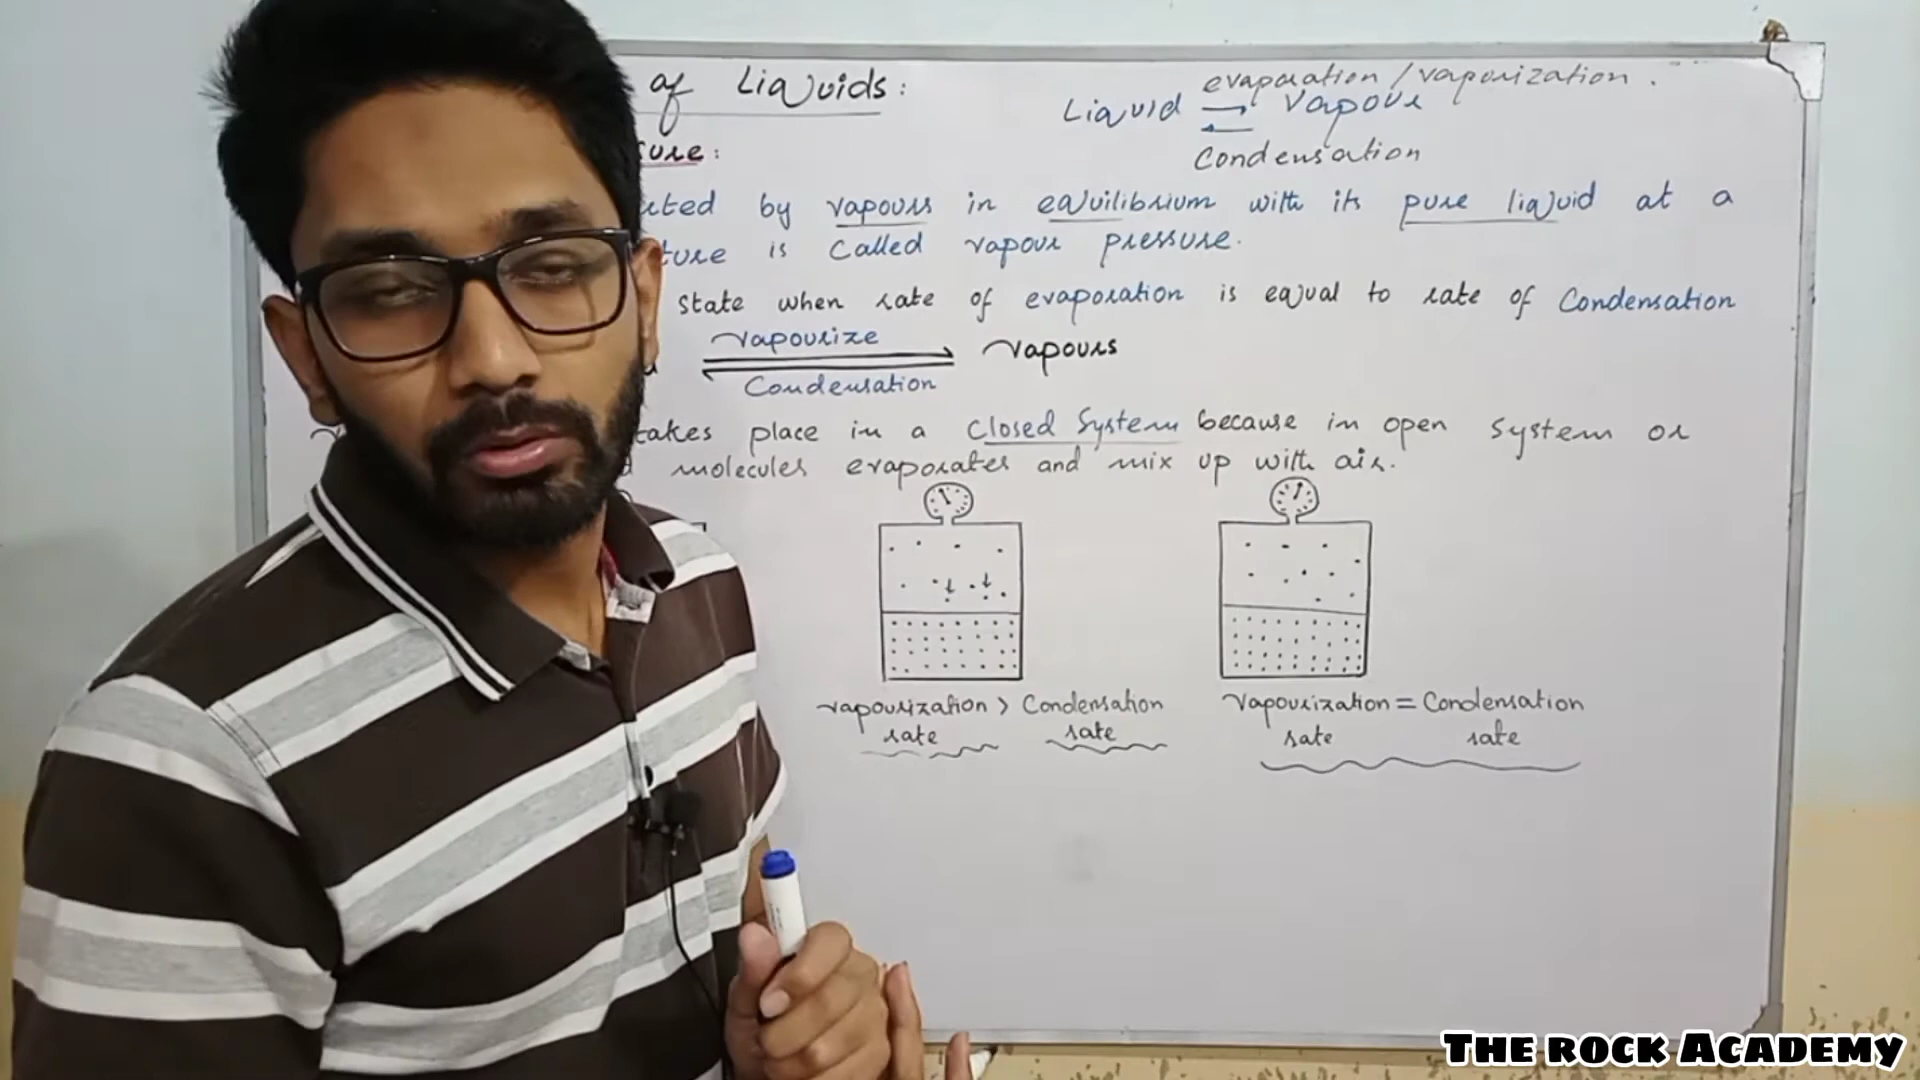 of Liquids:
evaporation / vaporization.
Liquid ⇌ Vapour
Condensation
sure:
by vapours in equilibrium with its pure liquid at a
ture is called vapour pressure.
state when rate of evaporation is equal to rate of Condensation
Vapourize
Vapours
Condensation
takes place in a Closed System because in open system or
molecules evaporates and mix up with air.
vapourization > Condensation
rate rate
Vapourization = Condensation
rate rate
THE ROCK ACADEMY